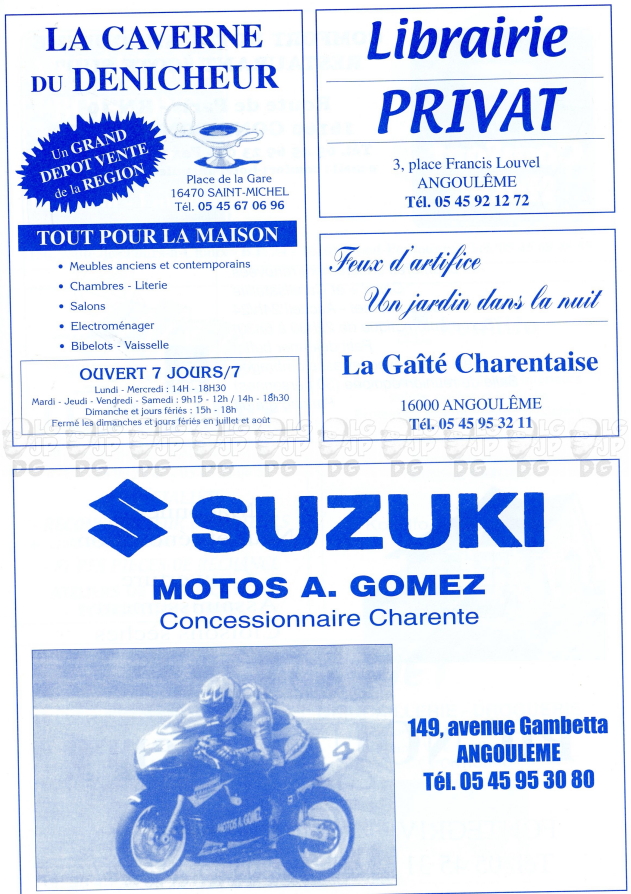 LA CAVERNE
DU DENICHEUR
Un GRAND
DEPOT VENTE
de la REGION
Place de la Gare
16470 SAINT-MICHEL
Tél. 05 45 67 06 96
TOUT POUR LA MAISON
• Meubles anciens et contemporains
• Chambres - Literie
• Salons
• Electroménager
• Bibelots - Vaisselle
OUVERT 7 JOURS/7
Lundi - Mercredi : 14H - 18H30
Mardi - Jeudi - Vendredi - Samedi : 9h15 - 12h / 14h - 18h30
Dimanche et jours fériés : 15h - 18h
Fermé les dimanches et jours fériés en juillet et août
Librairie
PRIVAT
3, place Francis Louvel
ANGOULÊME
Tél. 05 45 92 12 72
Feux d'artifice
Un jardin dans la nuit
La Gaîté Charentaise
16000 ANGOULÊME
Tél. 05 45 95 32 11
SUZUKI
MOTOS A. GOMEZ
Concessionnaire Charente
4
MOTOS A. GOMEZ
149, avenue Gambetta
ANGOULEME
Tél. 05 45 95 30 80